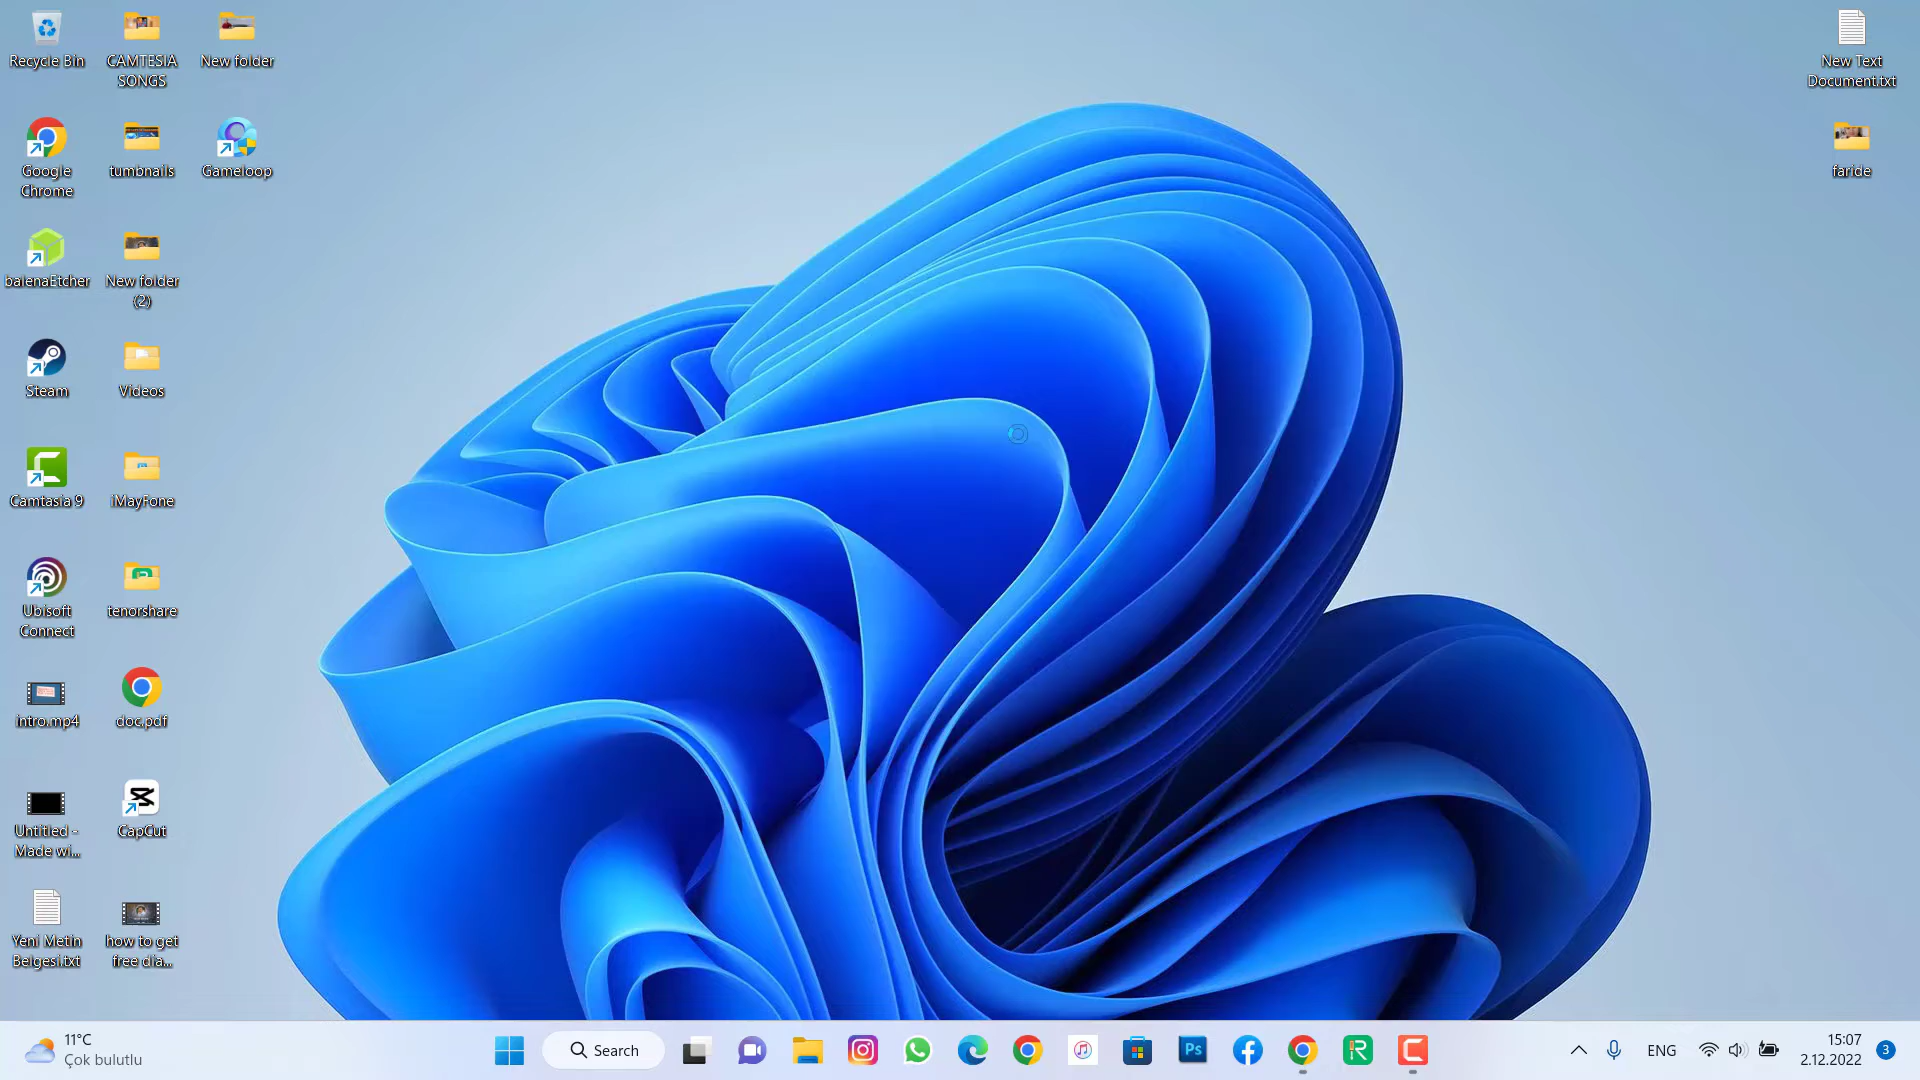 Recycle Bin
CAMTESIA
SONGS
New folder
New Text
Document.txt
Google
Chrome
tumbnails
Gameloop
faride
balenaEtcher
New folder
(2)
Steam
Videos
Camtasia 9
iMayFone
Ubisoft
Connect
tenorshare
intro.mp4
doc.pdf
Untitled -
Made wi...
CapCut
Yeni Metin
Belgesi.txt
how to get
free dia...
11°C
Çok bulutlu
Search
Ps
ENG
15:07
2.12.2022
3